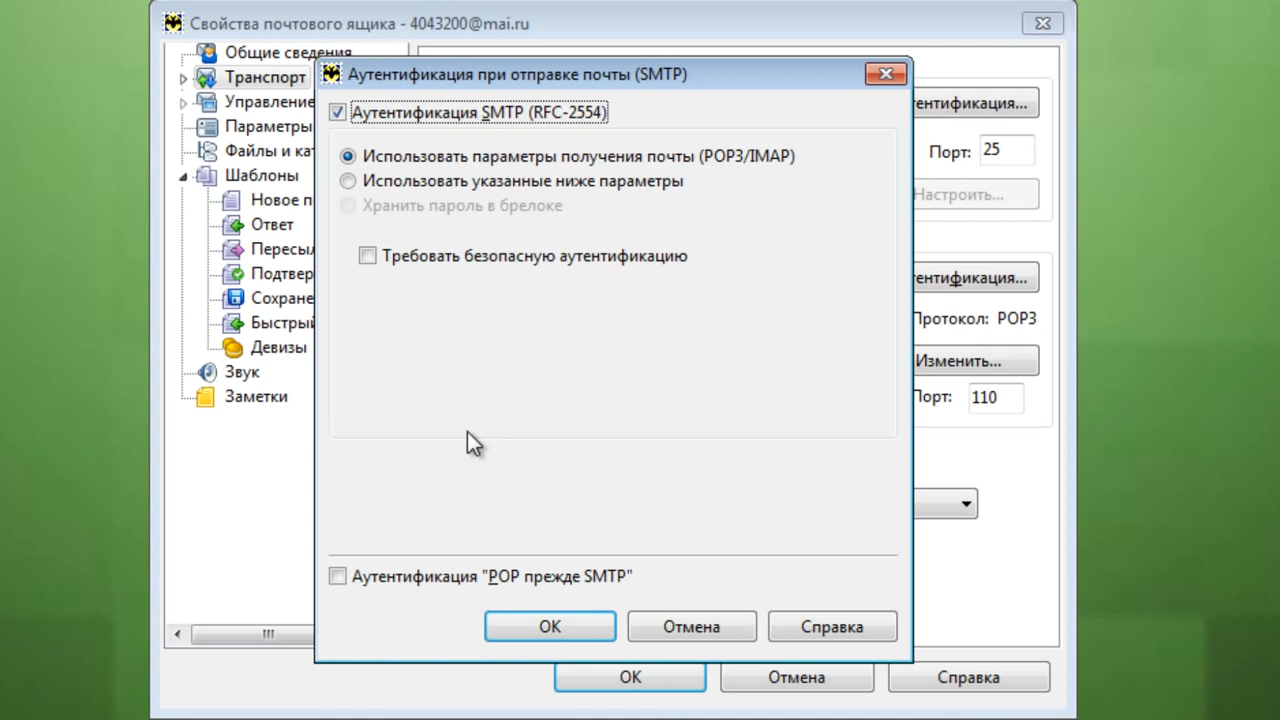 Свойства почтового ящика - 4043200@mai.ru
Общие сведения
Транспорт
Управление
Параметры
Файлы и ка
Шаблоны
Новое п
Ответ
Пересыл
Подтвер
Сохране
Быстрый
Девизы
Звук
Заметки
Аутентификация при отправке почты (SMTP)
Аутентификация SMTP (RFC-2554)
Использовать параметры получения почты (POP3/IMAP)
Использовать указанные ниже параметры
Хранить пароль в брелоке
Требовать безопасную аутентификацию
Аутентификация "POP прежде SMTP"
OK Отмена Справка
тентификация...
Порт: 25
Настроить...
тентификация...
Протокол: POP3
Изменить...
Порт: 110
OK Отмена Справка